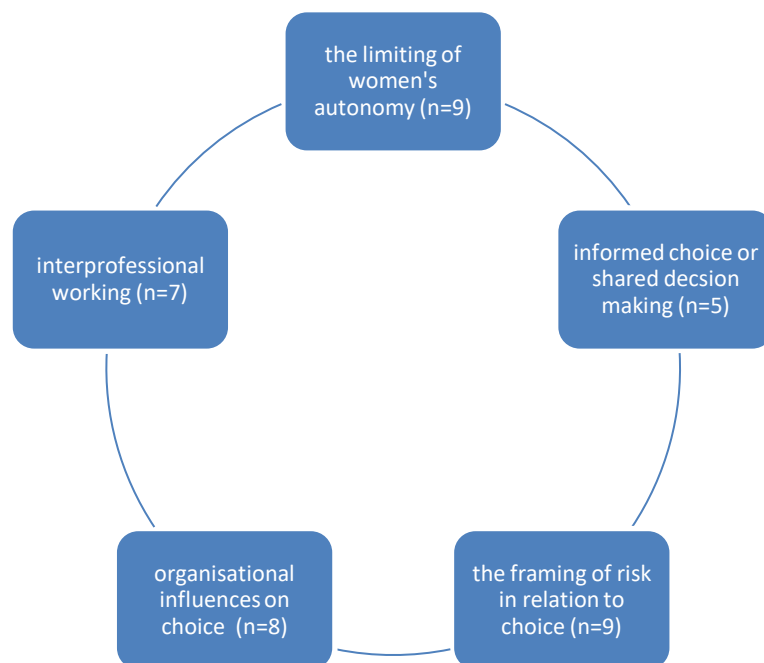 the limiting of
women's
autonomy (n=9)
informed choice or
shared decsion
making (n=5)
the framing of risk
in relation to
choice (n=9)
organisational
influences on
choice (n=8)
interprofessional
working (n=7)